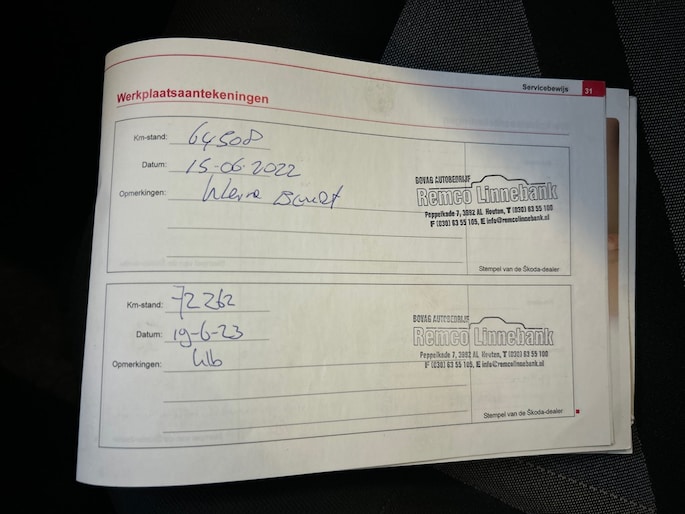 Servicebewijs 31
Werkplaatsaantekeningen
Km-stand: 64508
Datum: 15-06-2022
Opmerkingen: Kleine Beurt
BOVAG AUTOBEDRIJF
Remco Linnebank
Peppelkade 7, 3992 AL Houten, T (030) 63 55 100
F (030) 63 55 105, E info@remcolinnebank.nl
Stempel van de Škoda-dealer
Km-stand: 72262
Datum: 19-6-23
Opmerkingen:
BOVAG AUTOBEDRIJF
Remco Linnebank
Peppelkade 7, 3992 AL Houten, T (030) 63 55 100
F (030) 63 55 105, E info@remcolinnebank.nl
Stempel van de Škoda-dealer